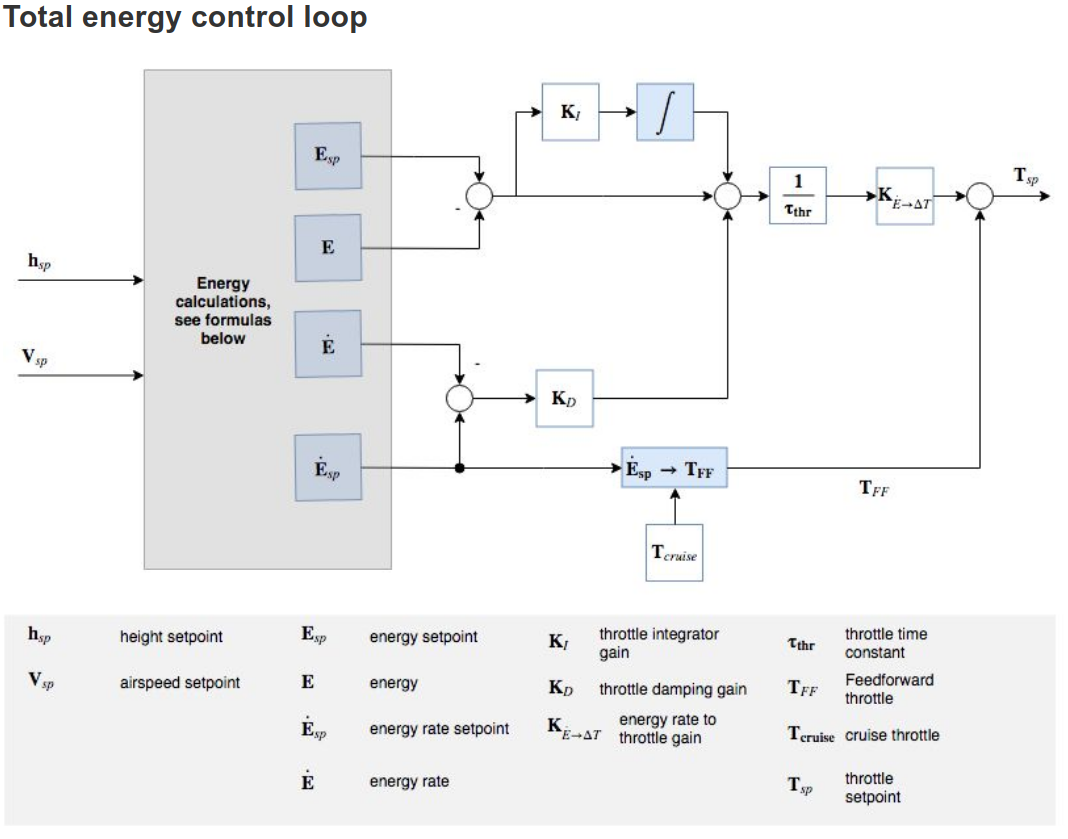 Total energy control loop
K_I
∫
E_sp
1
τ_thr
K_Ė→ΔT
T_sp
-
E
h_sp
Energy
calculations,
see formulas
below
Ė
V_sp
-
K_D
Ė_sp
Ė_sp → T_FF
T_FF
T_cruise
h_sp height setpoint
V_sp airspeed setpoint
E_sp energy setpoint
E energy
Ė_sp energy rate setpoint
Ė energy rate
K_I throttle integrator
gain
K_D throttle damping gain
K_Ė→ΔT energy rate to
throttle gain
τ_thr throttle time
constant
T_FF Feedforward
throttle
T_cruise cruise throttle
T_sp throttle
setpoint